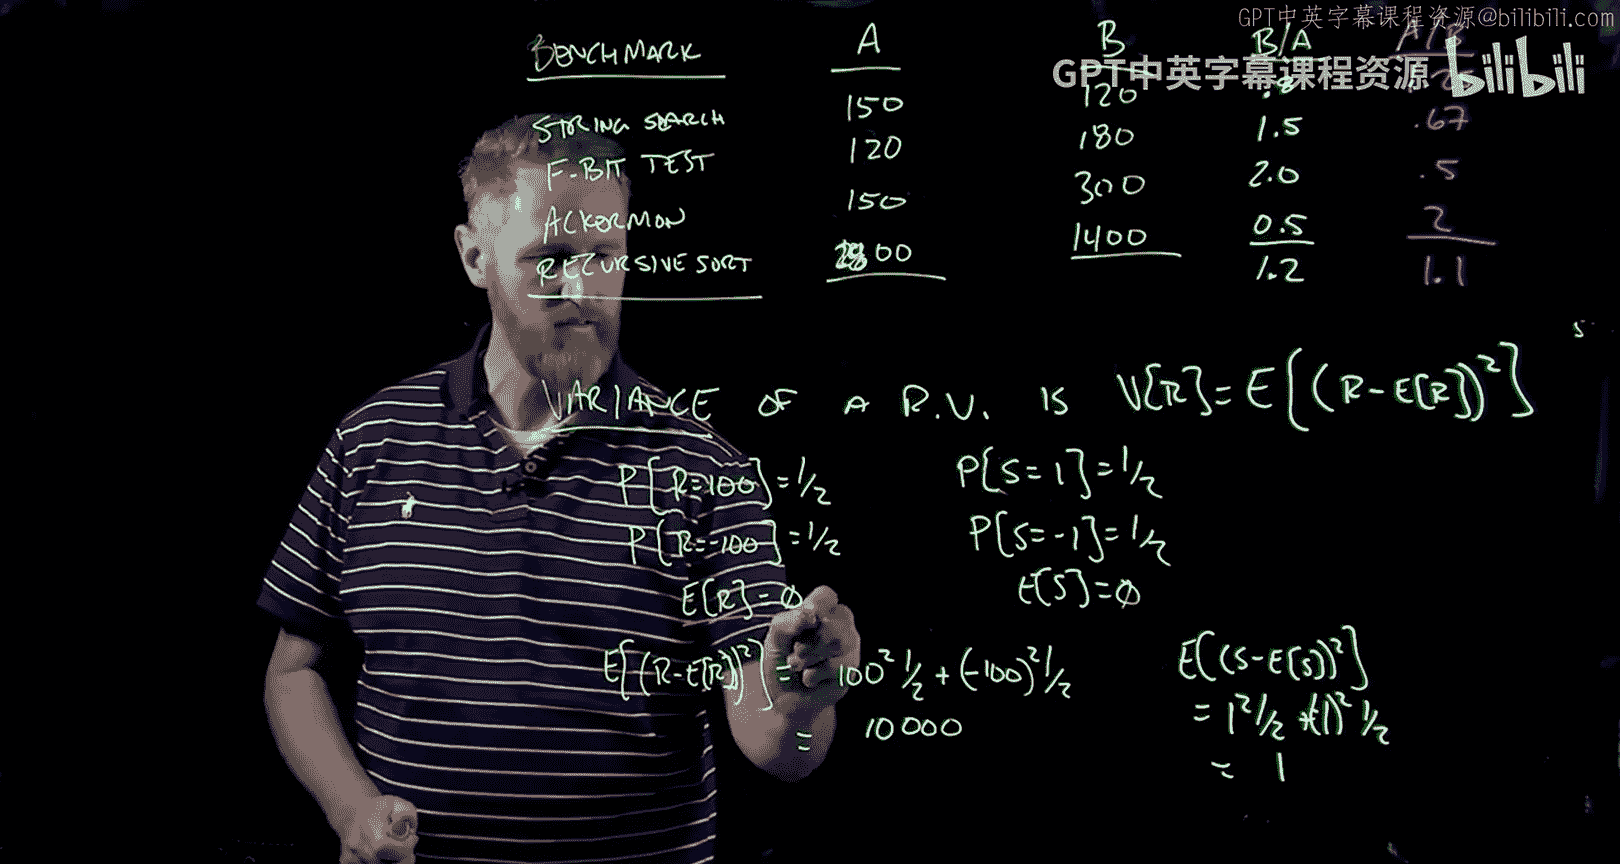 GPT中英字幕课程资源@bilibili.com
GPT中英字幕课程资源 bilibili
BENCHMARK A B B/A A/B
STRING SEARCH 150 120 .8
F-BIT TEST 120 180 1.5 .67
ACKERMON 150 300 2.0 .5
RECURSIVE SORT 00 1400 0.5 2
1.2 1.1
VARIANCE OF A R.V. IS V[R]=E[(R-E[R])²]
P[R=100]=1/2 P[S=1]=1/2
P[R=-100]=1/2 P[S=-1]=1/2
E[R]=0 E[S]=0
E[(R-E[R])²]= 100² 1/2 + (-100)² 1/2 E[(S-E[S])²]
= 10000 = 1² 1/2 + (-1)² 1/2
= 1